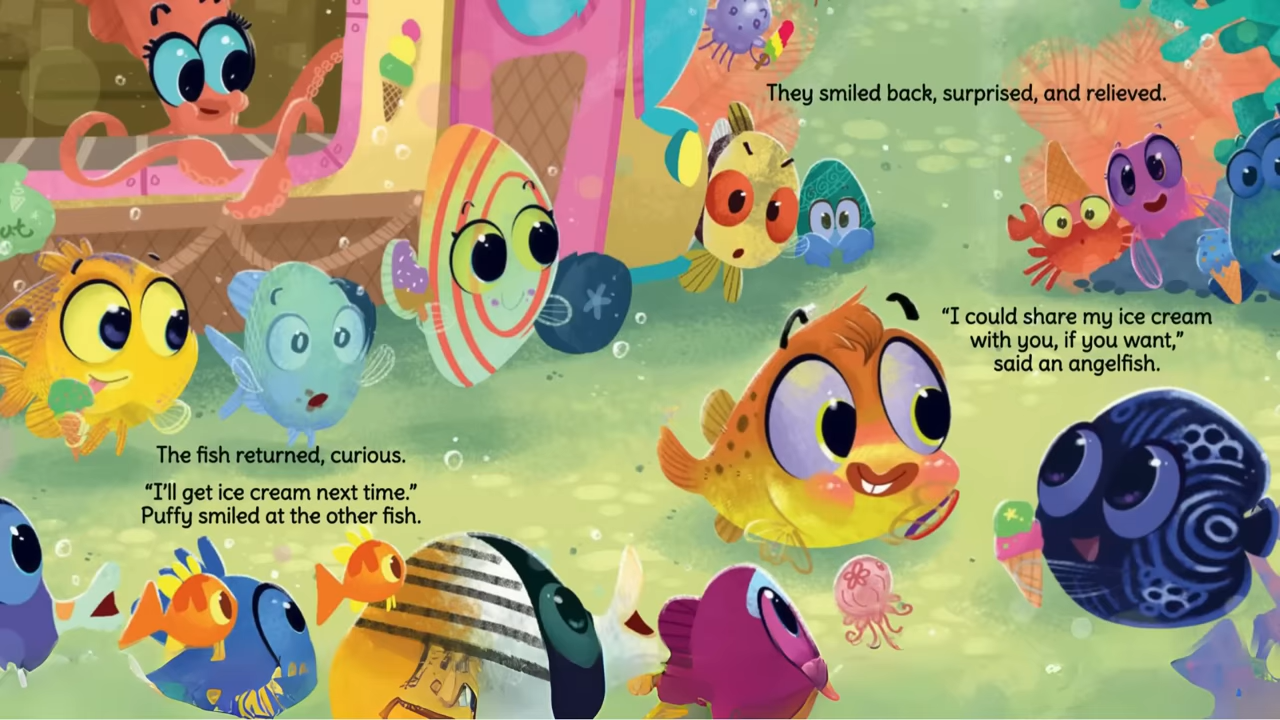 The fish returned, curious.
“I’ll get ice cream next time.”
Puffy smiled at the other fish.
They smiled back, surprised, and relieved.
“I could share my ice cream
with you, if you want,”
said an angelfish.